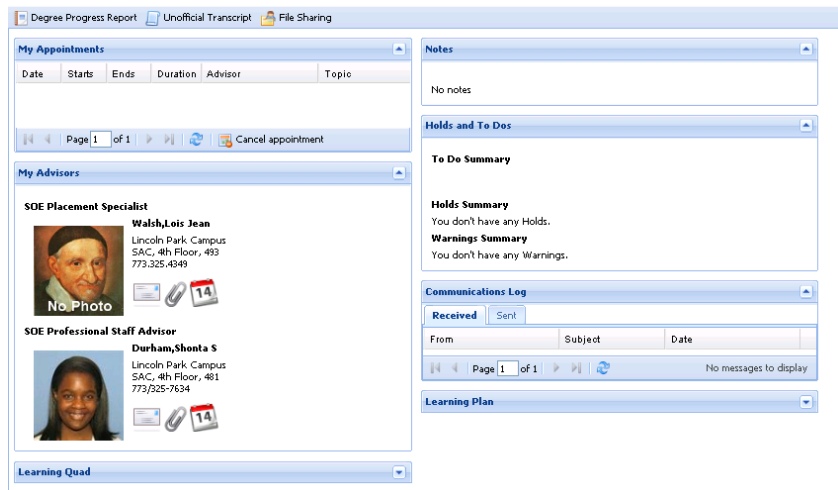 Degree Progress Report Unofficial Transcript File Sharing
My Appointments
Date Starts Ends Duration Advisor Topic
Page 1 of 1 Cancel appointment
My Advisors
SOE Placement Specialist
Walsh,Lois Jean
Lincoln Park Campus
SAC, 4th Floor, 493
773.325.4349
14
No Photo
SOE Professional Staff Advisor
Durham,Shonta S
Lincoln Park Campus
SAC, 4th Floor, 481
773/325-7634
14
Learning Quad
Notes
No notes
Holds and To Dos
To Do Summary
Holds Summary
You don't have any Holds.
Warnings Summary
You don't have any Warnings.
Communications Log
Received Sent
From Subject Date
Page 1 of 1 No messages to display
Learning Plan